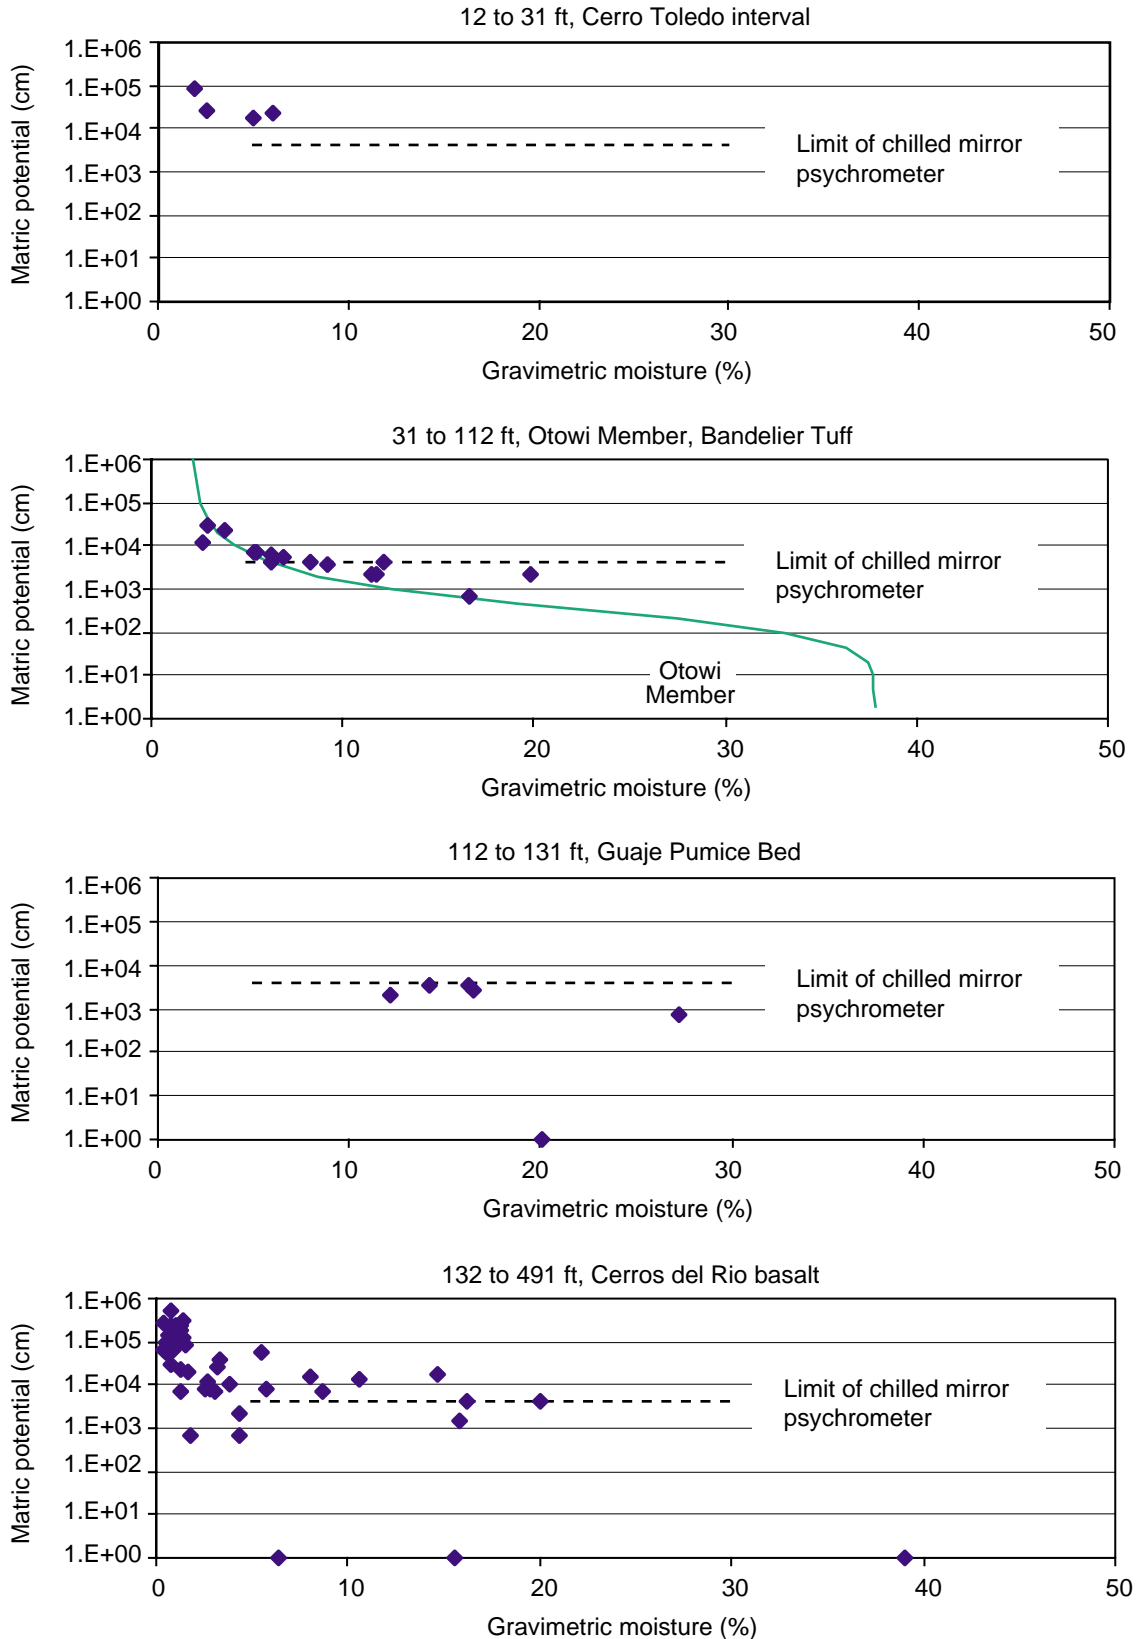 12 to 31 ft, Cerro Toledo interval
Matric potential (cm)
1.E+06
1.E+05
1.E+04
1.E+03
1.E+02
1.E+01
1.E+00
Limit of chilled mirror
psychrometer
0 10 20 30 40 50
Gravimetric moisture (%)
31 to 112 ft, Otowi Member, Bandelier Tuff
Matric potential (cm)
1.E+06
1.E+05
1.E+04
1.E+03
1.E+02
1.E+01
1.E+00
Limit of chilled mirror
psychrometer
Otowi
Member
0 10 20 30 40 50
Gravimetric moisture (%)
112 to 131 ft, Guaje Pumice Bed
Matric potential (cm)
1.E+06
1.E+05
1.E+04
1.E+03
1.E+02
1.E+01
1.E+00
Limit of chilled mirror
psychrometer
0 10 20 30 40 50
Gravimetric moisture (%)
132 to 491 ft, Cerros del Rio basalt
Matric potential (cm)
1.E+06
1.E+05
1.E+04
1.E+03
1.E+02
1.E+01
1.E+00
Limit of chilled mirror
psychrometer
0 10 20 30 40 50
Gravimetric moisture (%)